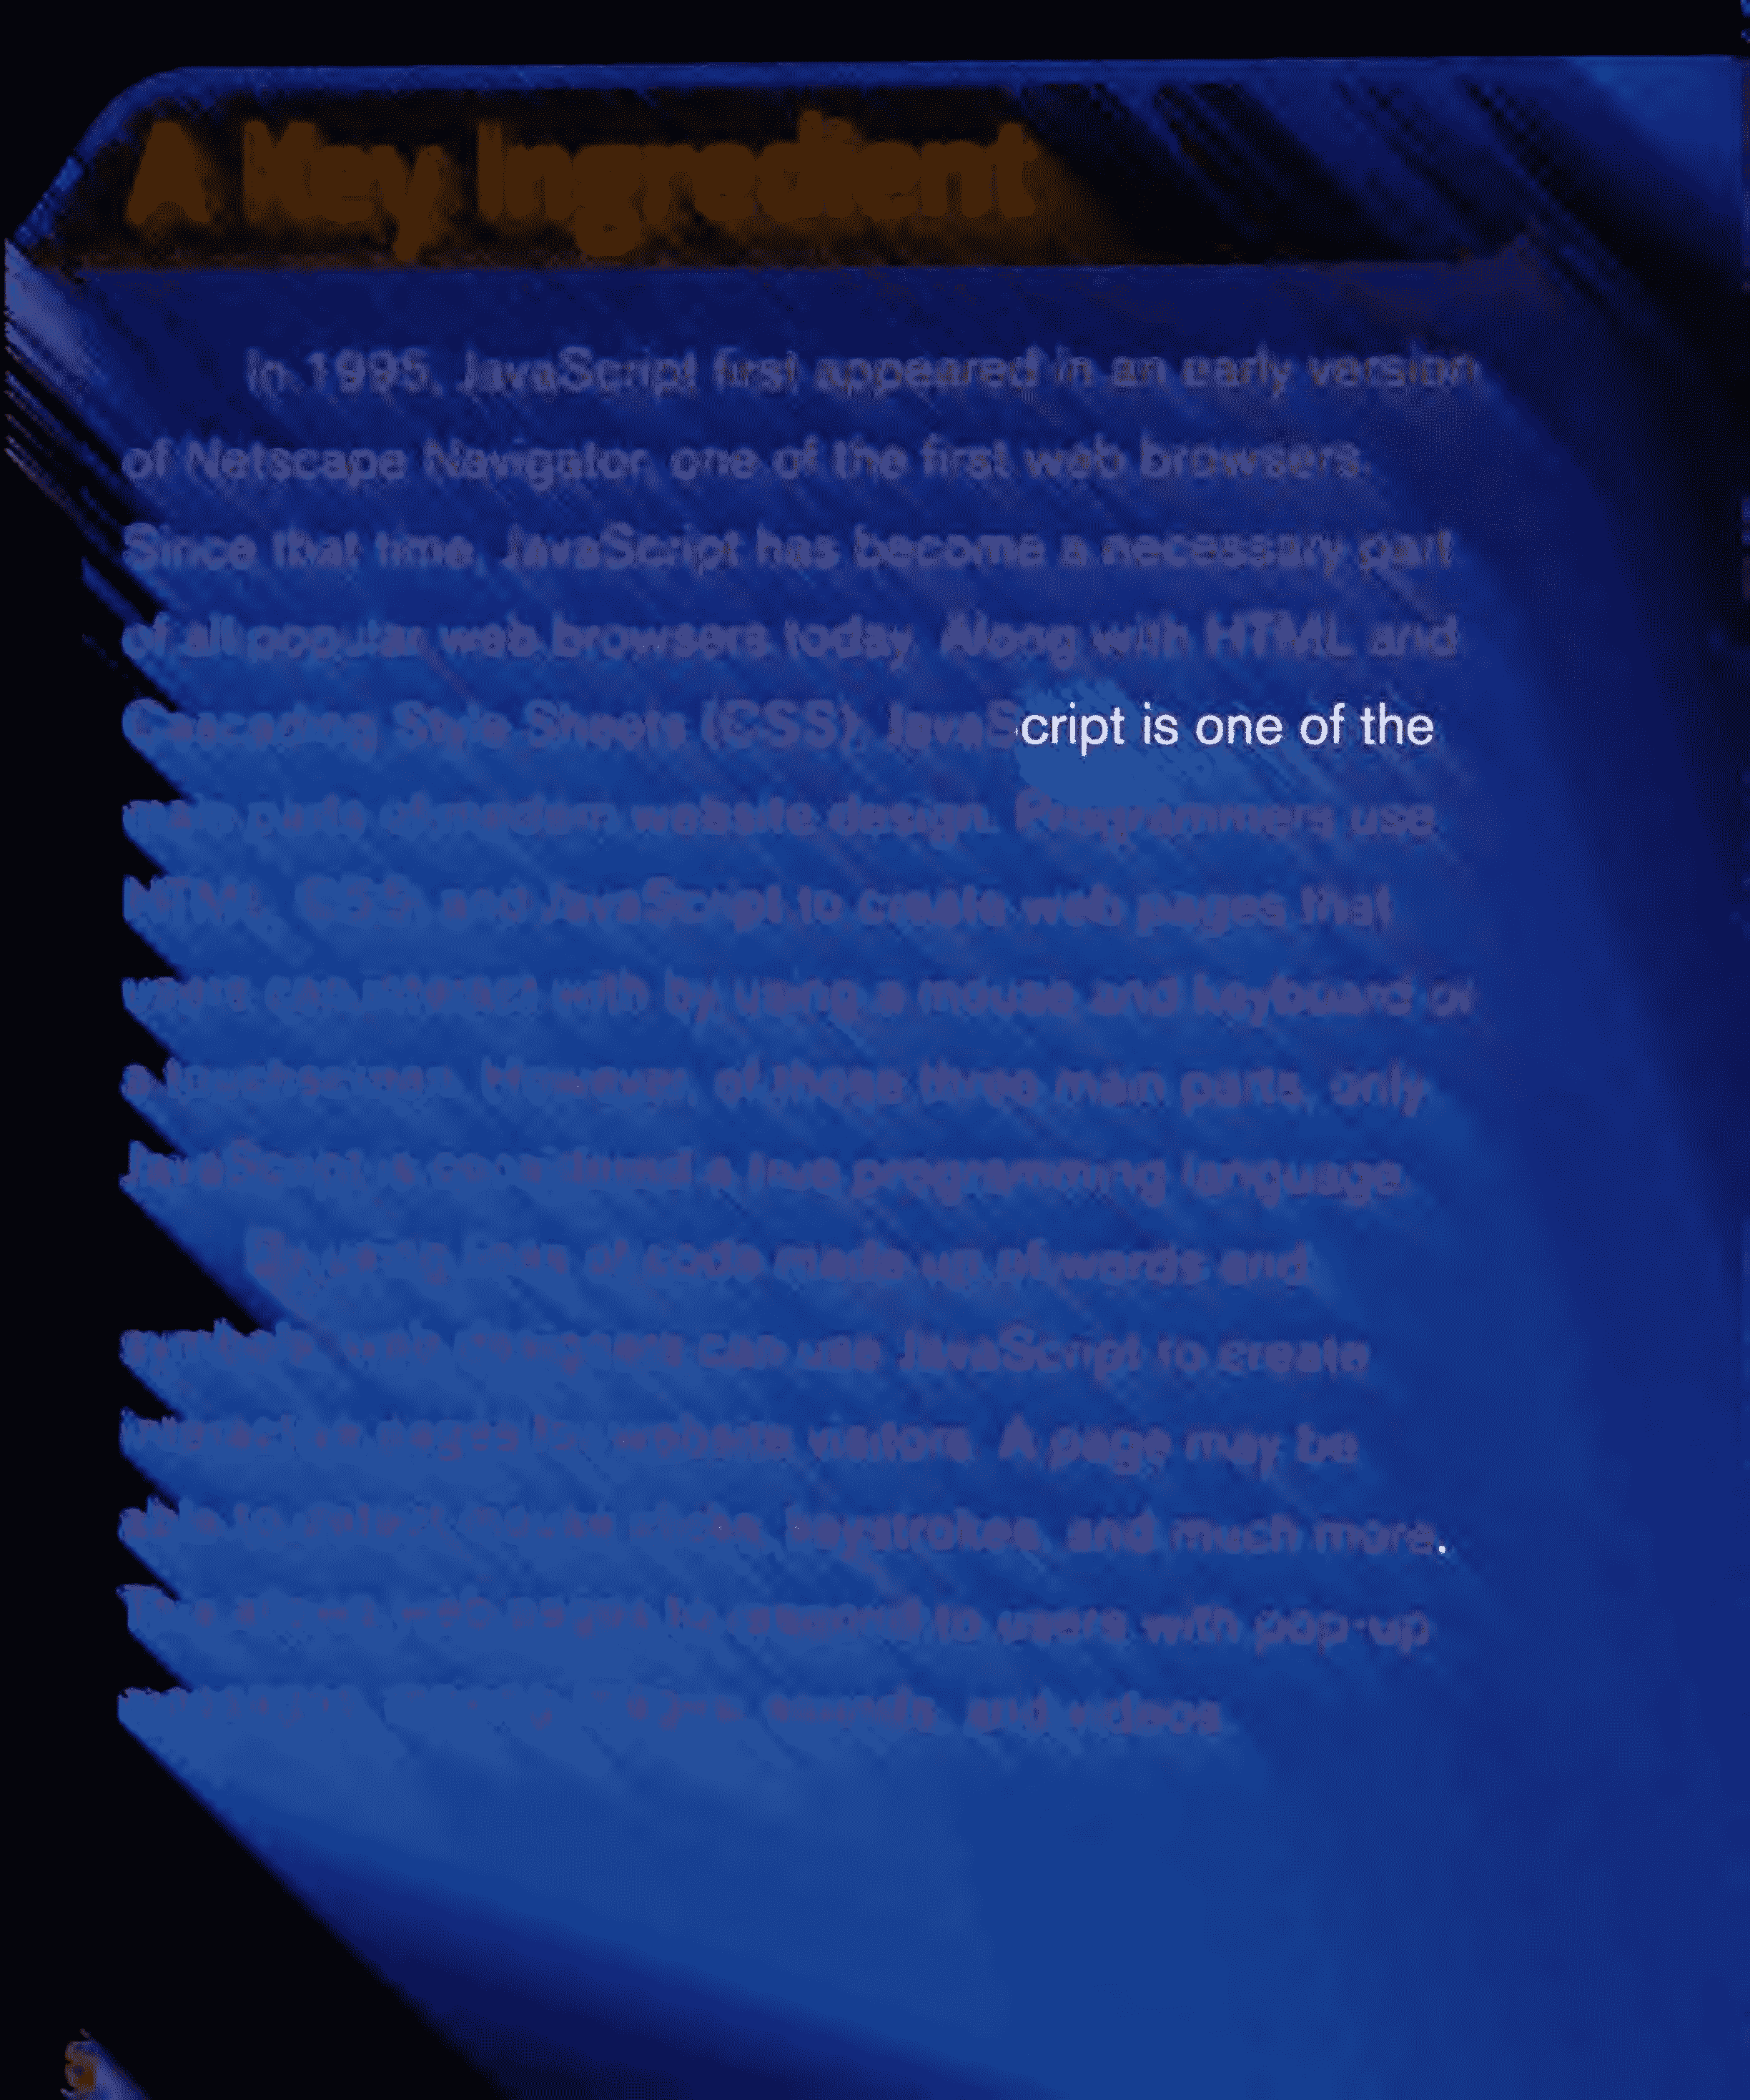 A Key Ingredient
In 1995, JavaScript first appeared in an early version
of Netscape Navigator, one of the first web browsers.
Since that time, JavaScript has become a necessary part
of all popular web browsers today. Along with HTML and
Cascading Style Sheets (CSS), JavaScript is one of the
main parts of modern website design. Programmers use
HTML, CSS, and JavaScript to create web pages that
users can interact with by using a mouse and keyboard or
a touchscreen. However, of those three main parts, only
JavaScript is considered a true programming language.
By using lines of code made up of words and
symbols, web designers can use JavaScript to create
interactive pages for website visitors. A page may be
able to detect mouse clicks, keystrokes, and much more.
This allows web pages to respond to users with pop-up
sounds, and videos.